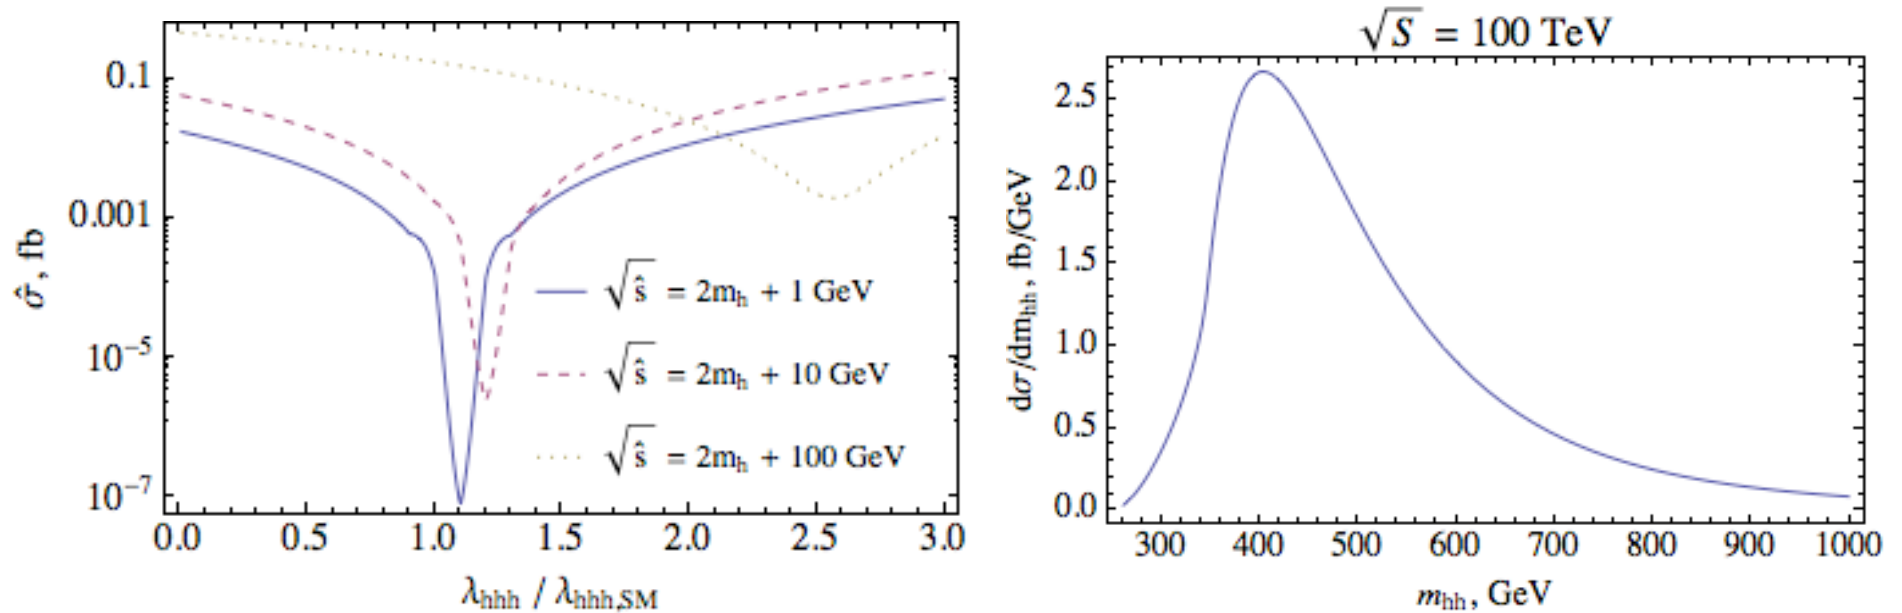 0.1
0.001
10⁻⁵
10⁻⁷
σ̂, fb
√ŝ = 2mₕ + 1 GeV
√ŝ = 2mₕ + 10 GeV
√ŝ = 2mₕ + 100 GeV
0.0 0.5 1.0 1.5 2.0 2.5 3.0
λhhh / λhhh,SM
√S = 100 TeV
2.5
2.0
1.5
1.0
0.5
0.0
dσ/dmhh, fb/GeV
300 400 500 600 700 800 900 1000
mhh, GeV